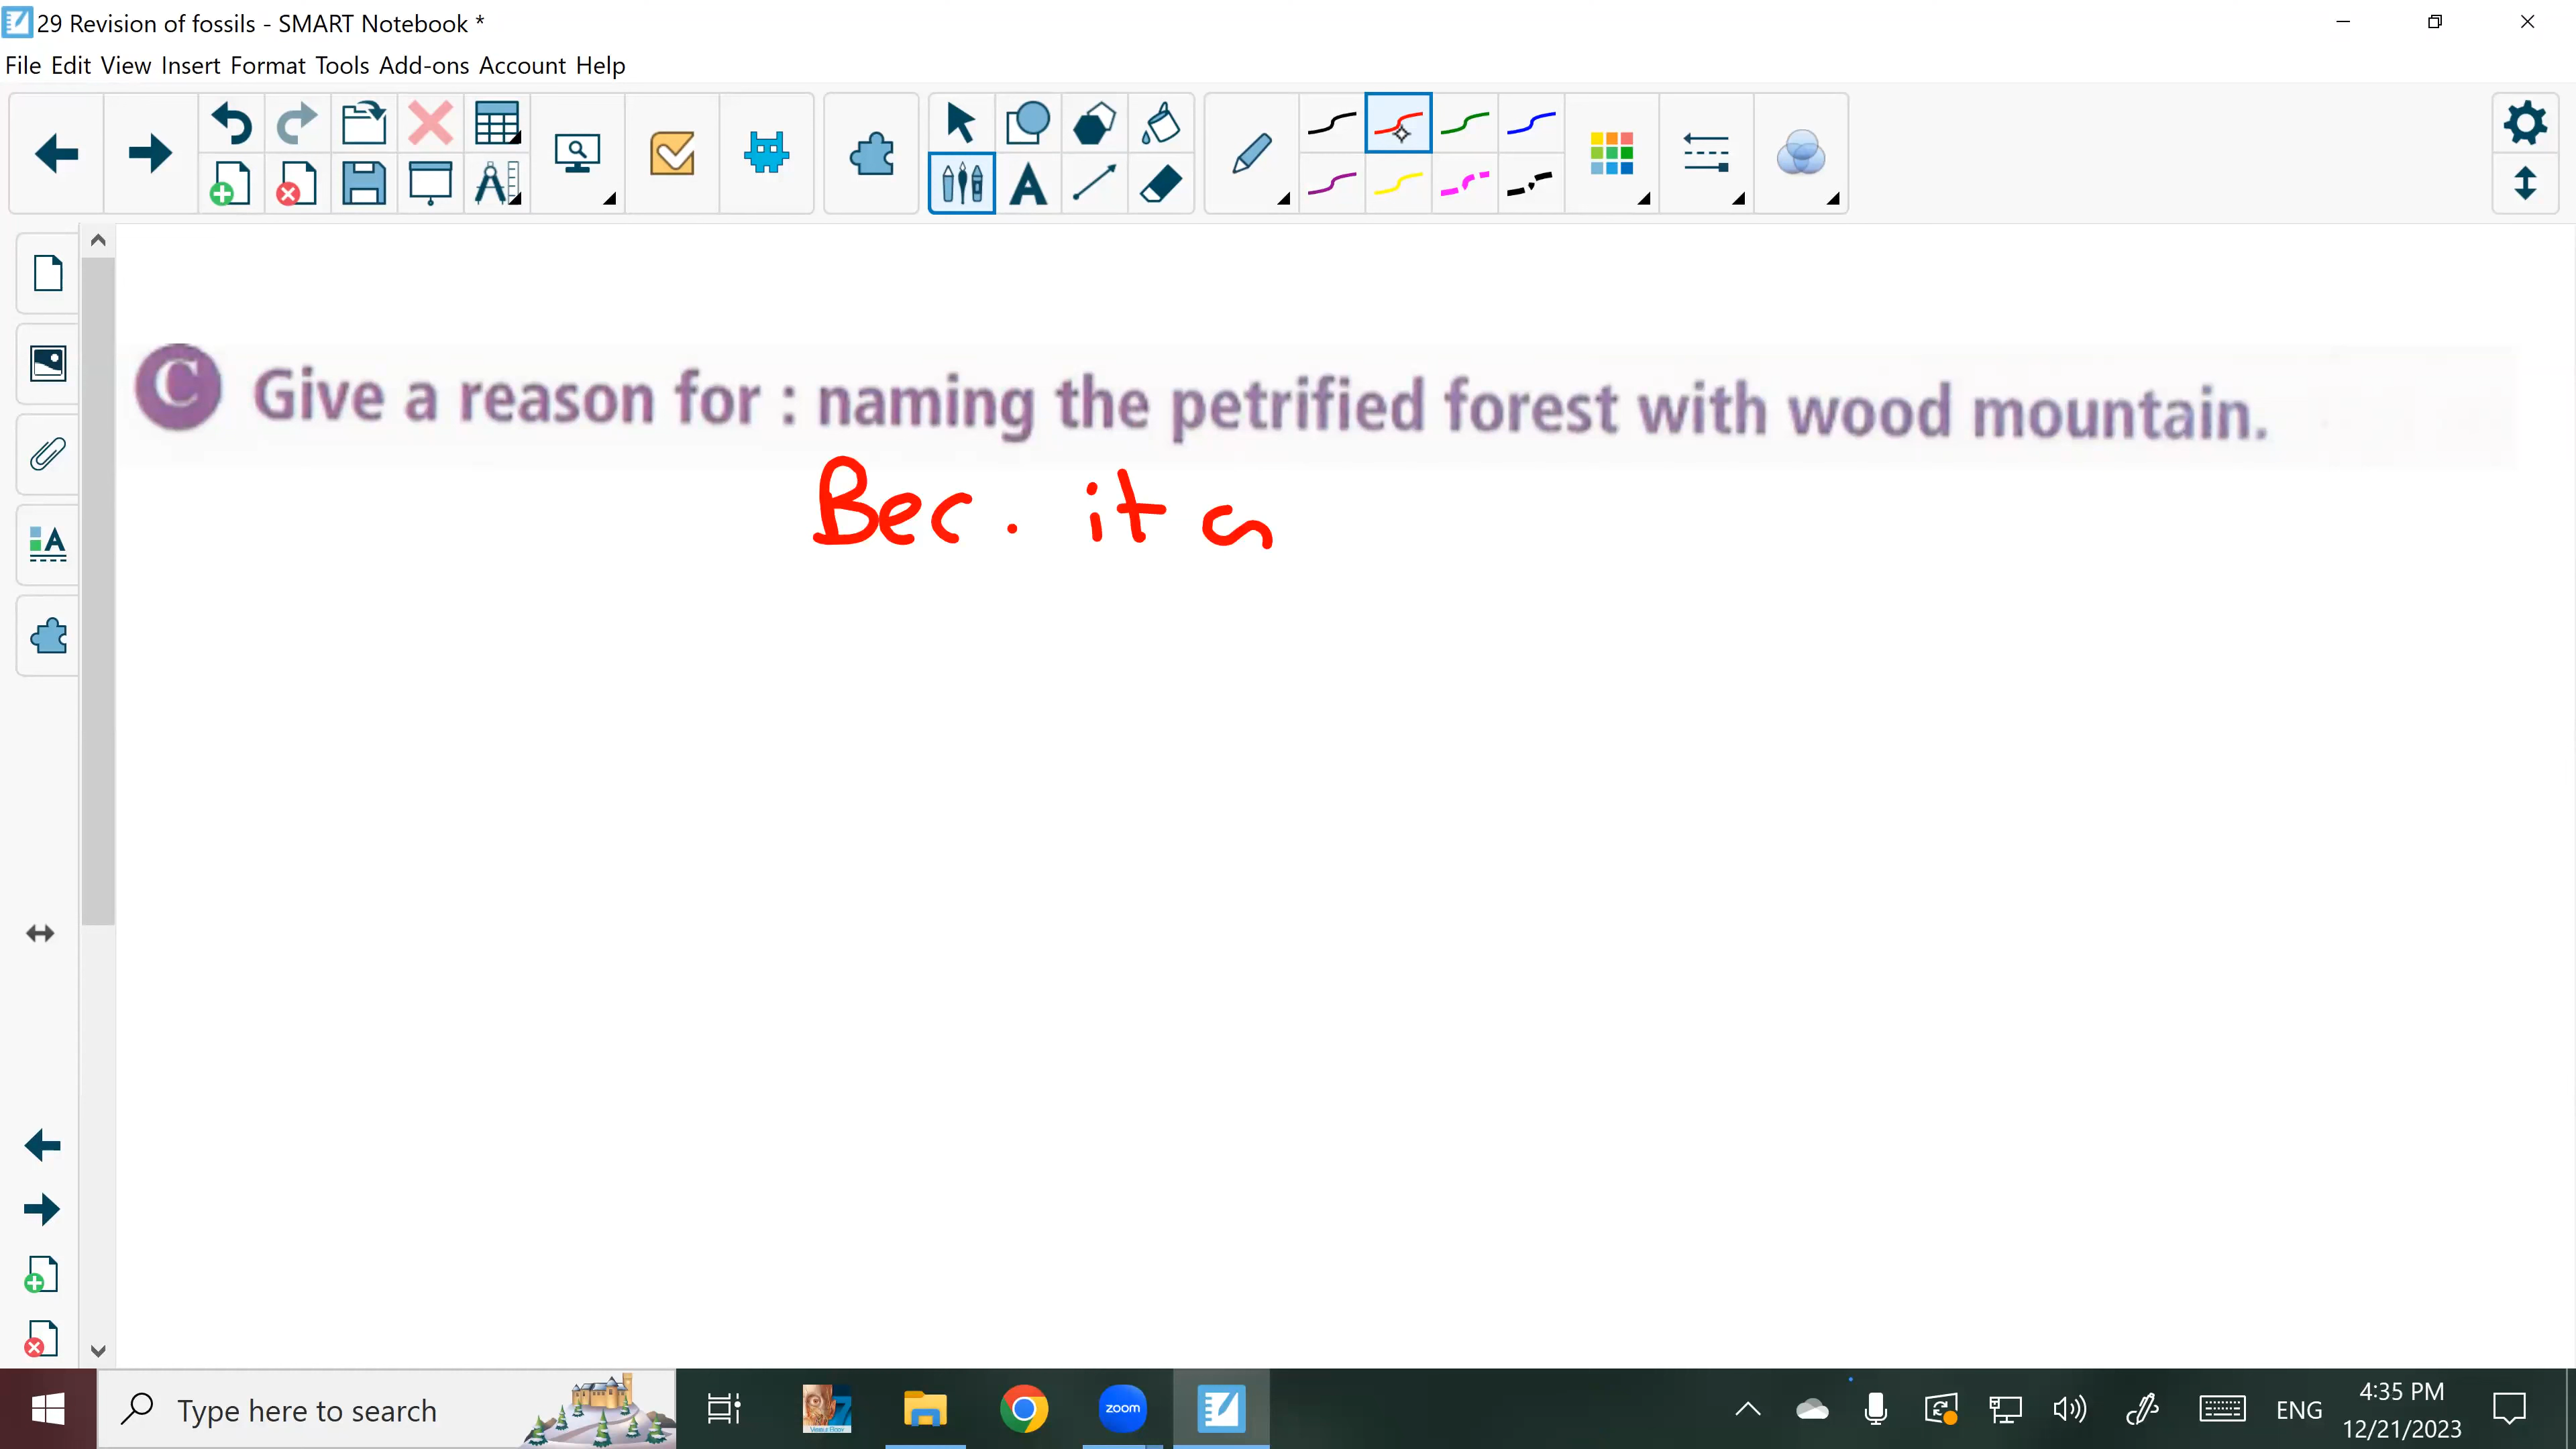 29 Revision of fossils - SMART Notebook *
File Edit View Insert Format Tools Add-ons Account Help
C Give a reason for : naming the petrified forest with wood mountain.
Bec. it
Type here to search
zoom
ENG
4:35 PM
12/21/2023